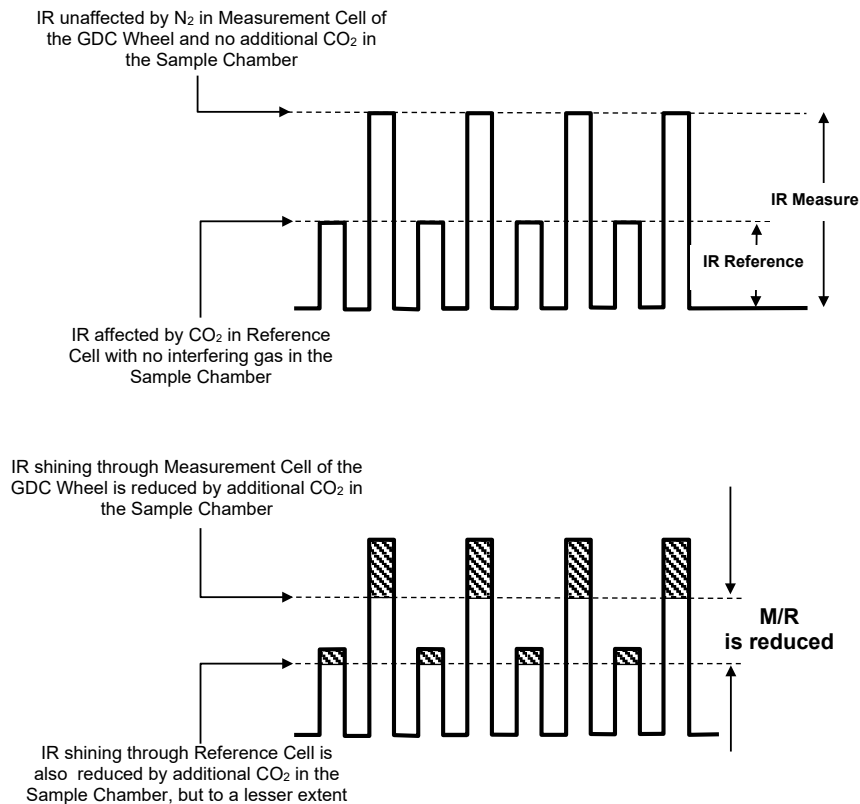 IR unaffected by N₂ in Measurement Cell of
the GDC Wheel and no additional CO₂ in
the Sample Chamber
IR Measure
IR Reference
IR affected by CO₂ in Reference
Cell with no interfering gas in the
Sample Chamber
IR shining through Measurement Cell of the
GDC Wheel is reduced by additional CO₂ in
the Sample Chamber
M/R
is reduced
IR shining through Reference Cell is
also reduced by additional CO₂ in the
Sample Chamber, but to a lesser extent